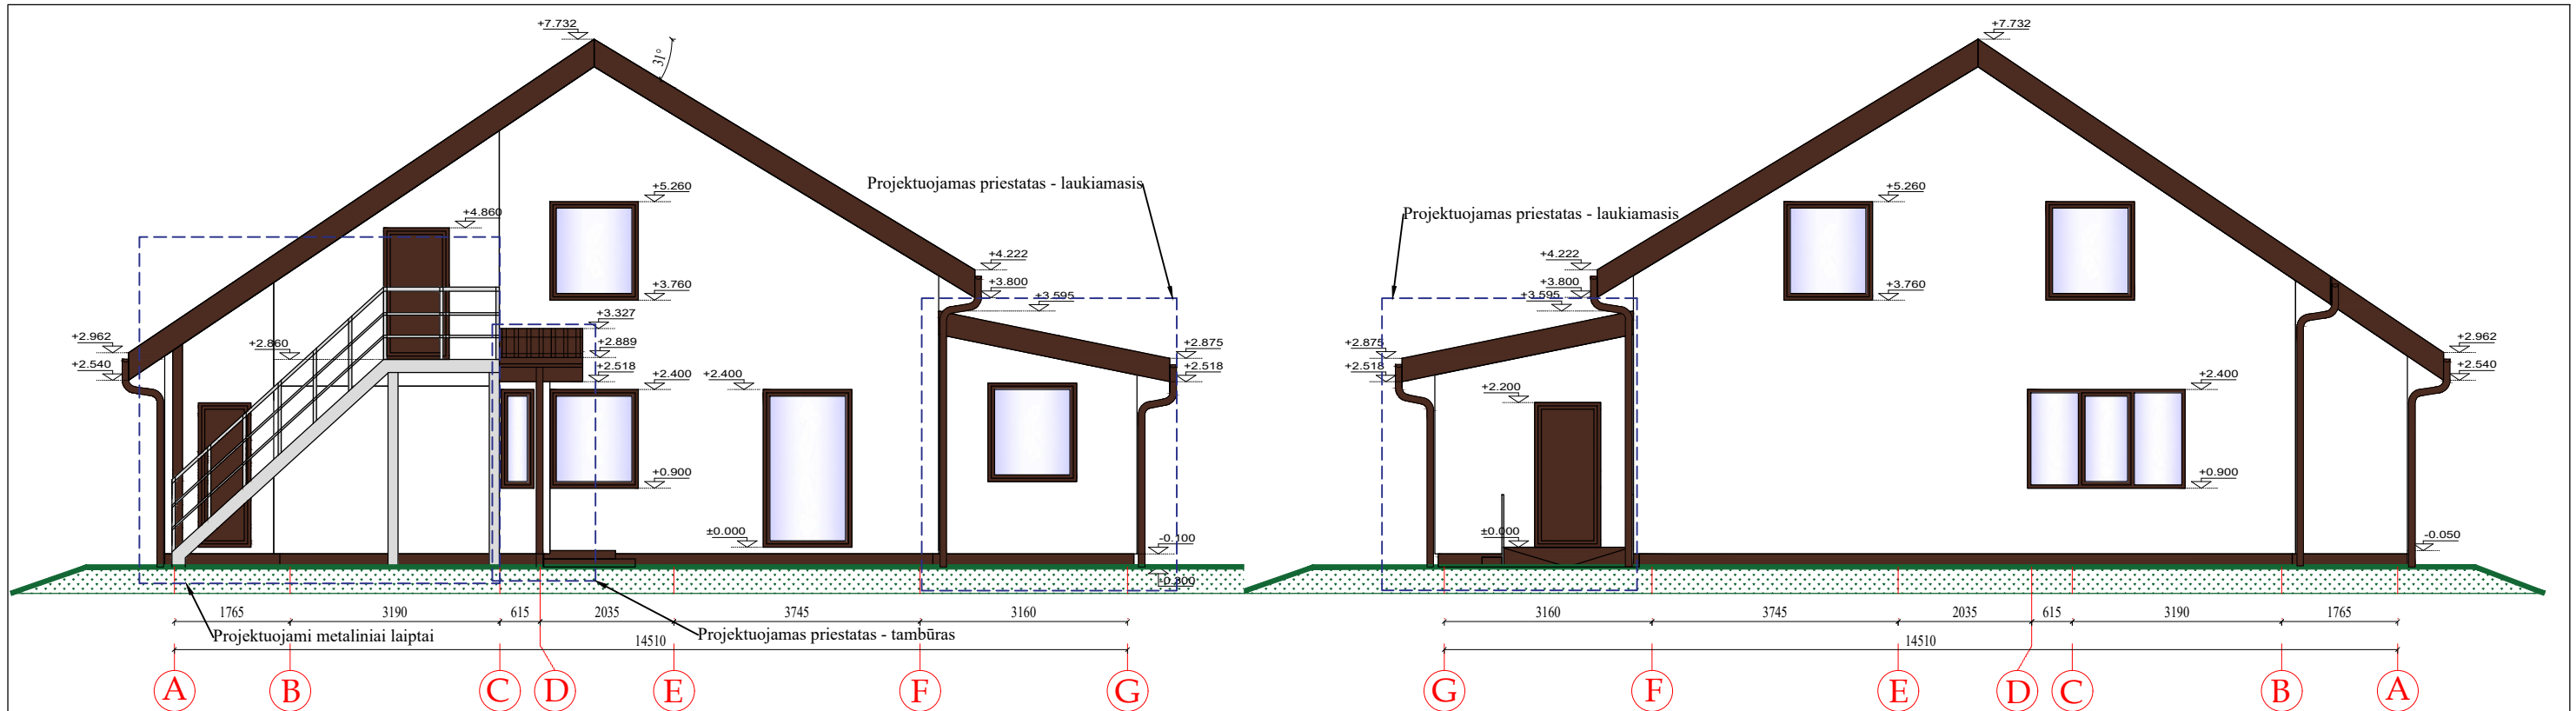 +7.732
31°
Projektuojamas priestatas - laukiamasis
+5.260
+4.860
+4.222
+3.760
+3.800
+3.595
+3.327
+2.962
+2.860
+2.889
+2.875
+2.540
+2.518
+2.518
+2.400
+2.400
+0.900
±0.000
-0.100
-0.300
1765
3190
615
2035
3745
3160
Projektuojami metaliniai laiptai
Projektuojamas priestatas - tambūras
14510
A
B
C
D
E
F
G
+7.732
+5.260
Projektuojamas priestatas - laukiamasis
+4.222
+3.760
+3.800
+3.595
+2.875
+2.962
+2.518
+2.540
+2.200
+2.400
+0.900
±0.000
-0.050
3160
3745
2035
615
3190
1765
14510
G
F
E
D
C
B
A